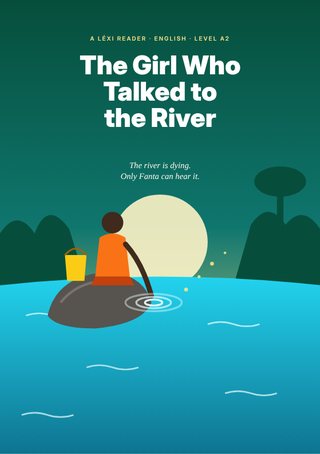 A LÉXI READER · ENGLISH · LEVEL A2
The Girl Who
Talked to
the River
The river is dying.
Only Fanta can hear it.